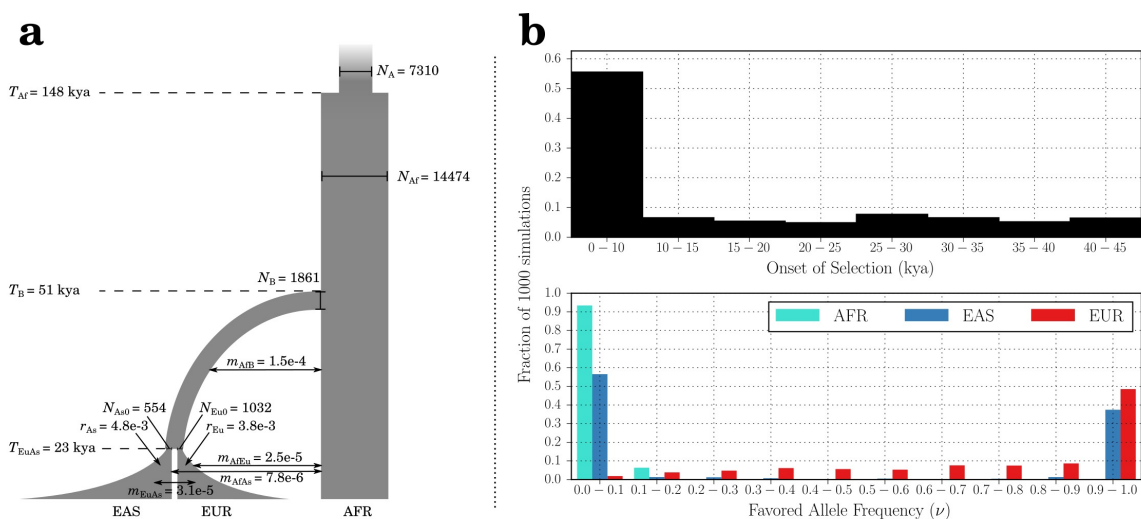 a
N_A = 7310
T_Af = 148 kya
N_Af = 14474
N_B = 1861
T_B = 51 kya
m_AfB = 1.5e-4
N_As0 = 554
N_Eu0 = 1032
r_As = 4.8e-3
r_Eu = 3.8e-3
T_EuAs = 23 kya
m_AfEu = 2.5e-5
m_AfAs = 7.8e-6
m_EuAs = 3.1e-5
EAS EUR AFR
b
Fraction of 1000 simulations
0.6
0.5
0.4
0.3
0.2
0.1
0.0
0 − 10 10 − 15 15 − 20 20 − 25 25 − 30 30 − 35 35 − 40 40 − 45
Onset of Selection (kya)
AFR EAS EUR
1.0
0.9
0.8
0.7
0.6
0.5
0.4
0.3
0.2
0.1
0.0
0.0 − 0.1 0.1 − 0.2 0.2 − 0.3 0.3 − 0.4 0.4 − 0.5 0.5 − 0.6 0.6 − 0.7 0.7 − 0.8 0.8 − 0.9 0.9 − 1.0
Favored Allele Frequency (ν)